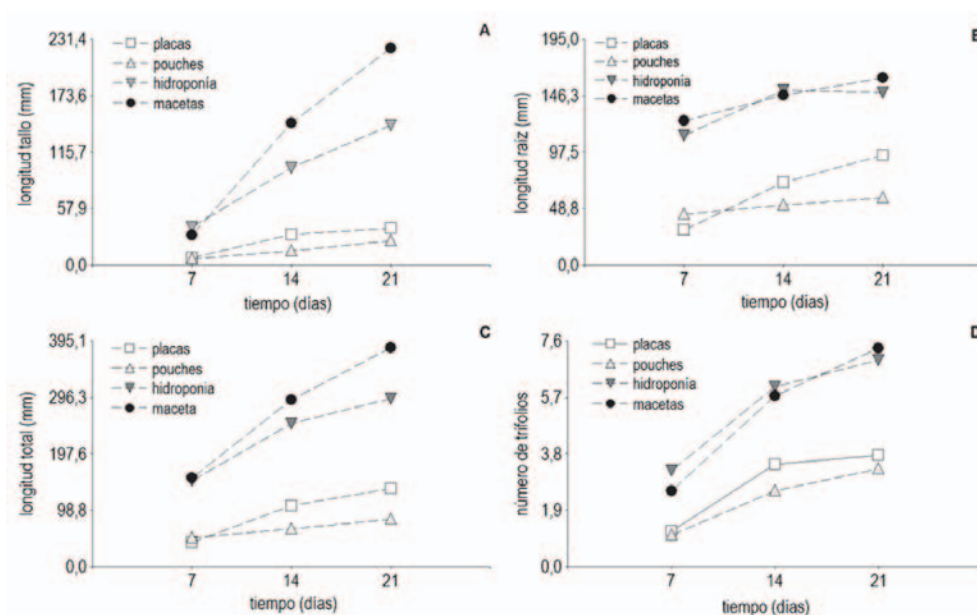 A
231,4
173,6
115,7
57,9
0,0
longitud tallo (mm)
placas
pouches
hidroponía
macetas
7 14 21
tiempo (días)
B
195,0
146,3
97,5
48,8
0,0
longitud raíz (mm)
placas
pouches
hidroponía
macetas
7 14 21
tiempo (días)
C
395,1
296,3
197,6
98,8
0,0
longitud total (mm)
placas
pouches
hidroponia
maceta
7 14 21
tiempo (días)
D
7,6
5,7
3,8
1,9
0,0
número de trífolios
placas
pouches
hidroponia
macetas
7 14 21
tiempo (días)